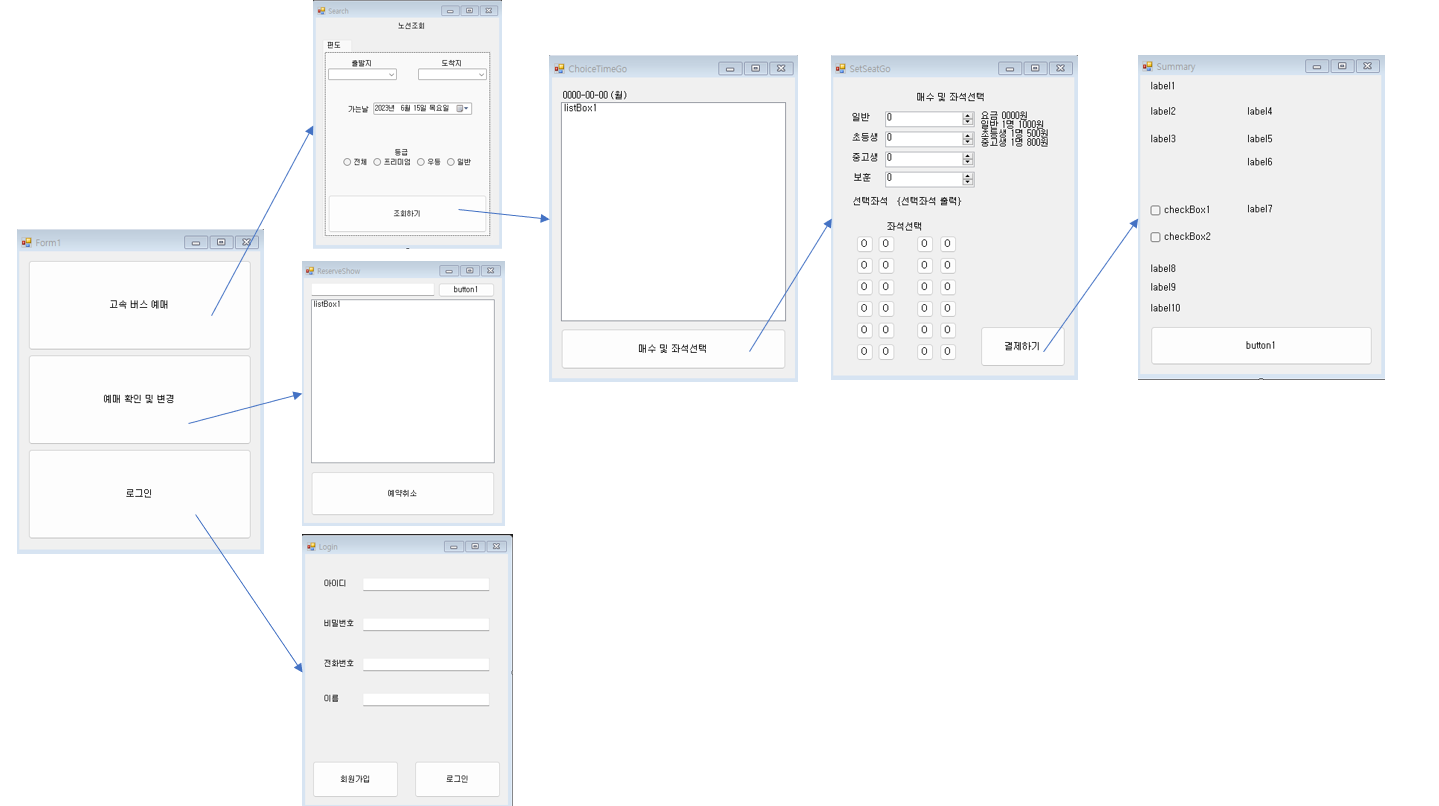 Form1
고속 버스 예매
예매 확인 및 변경
로그인
Search
노선조회
편도
출발지 도착지
가는날 2023년 6월 15일 목요일
등급
전체 프리미엄 우등 일반
조회하기
ReserveShow
button1
listBox1
예약취소
Login
아이디
비밀번호
전화번호
이름
회원가입 로그인
ChoiceTimeGo
0000-00-00 (월)
listBox1
매수 및 좌석선택
SetSeatGo
매수 및 좌석선택
일반 0 요금 0000원
일반 1명 1000원
초등생 0 초등생 1명 500원
중고생 1명 800원
중고생 0
보훈 0
선택좌석 {선택좌석 출력}
좌석선택
0 0 0 0
0 0 0 0
0 0 0 0
0 0 0 0
0 0 0 0
0 0 0 0
결제하기
Summary
label1
label2 label4
label3 label5
label6
checkBox1 label7
checkBox2
label8
label9
label10
button1